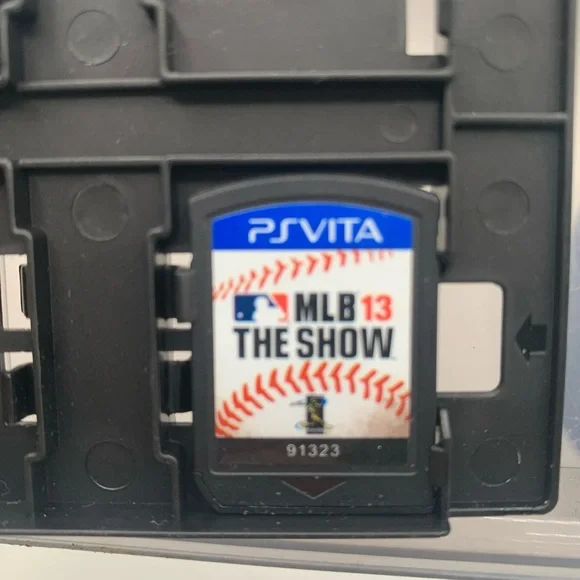 PSVITA
MLB 13
THE SHOW
91323